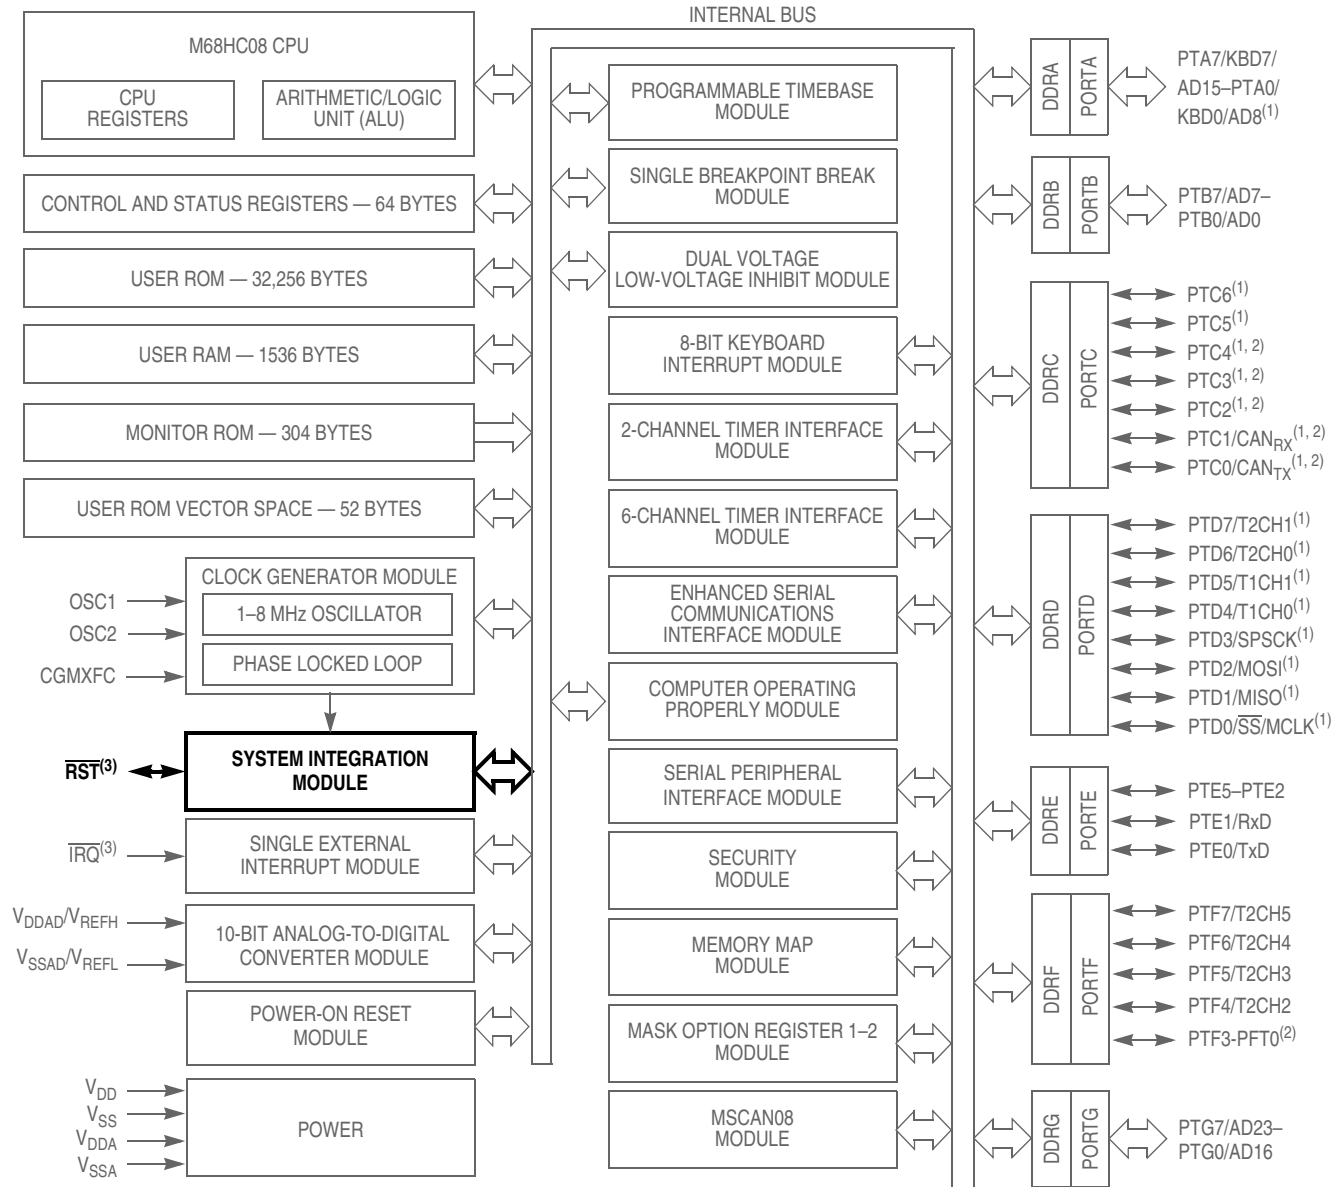 INTERNAL BUS
M68HC08 CPU
CPU
REGISTERS
ARITHMETIC/LOGIC
UNIT (ALU)
CONTROL AND STATUS REGISTERS — 64 BYTES
USER ROM — 32,256 BYTES
USER RAM — 1536 BYTES
MONITOR ROM — 304 BYTES
USER ROM VECTOR SPACE — 52 BYTES
CLOCK GENERATOR MODULE
1–8 MHz OSCILLATOR
PHASE LOCKED LOOP
OSC1
OSC2
CGMXFC
SYSTEM INTEGRATION
MODULE
RST(3)
SINGLE EXTERNAL
INTERRUPT MODULE
IRQ(3)
10-BIT ANALOG-TO-DIGITAL
CONVERTER MODULE
VDDAD/VREFH
VSSAD/VREFL
POWER-ON RESET
MODULE
POWER
VDD
VSS
VDDA
VSSA
PROGRAMMABLE TIMEBASE
MODULE
SINGLE BREAKPOINT BREAK
MODULE
DUAL VOLTAGE
LOW-VOLTAGE INHIBIT MODULE
8-BIT KEYBOARD
INTERRUPT MODULE
2-CHANNEL TIMER INTERFACE
MODULE
6-CHANNEL TIMER INTERFACE
MODULE
ENHANCED SERIAL
COMMUNICATIONS
INTERFACE MODULE
COMPUTER OPERATING
PROPERLY MODULE
SERIAL PERIPHERAL
INTERFACE MODULE
SECURITY
MODULE
MEMORY MAP
MODULE
MASK OPTION REGISTER 1–2
MODULE
MSCAN08
MODULE
DDRA
PORTA
PTA7/KBD7/
AD15–PTA0/
KBD0/AD8(1)
DDRB
PORTB
PTB7/AD7–
PTB0/AD0
DDRC
PORTC
PTC6(1)
PTC5(1)
PTC4(1, 2)
PTC3(1, 2)
PTC2(1, 2)
PTC1/CANRX(1, 2)
PTC0/CANTX(1, 2)
DDRD
PORTD
PTD7/T2CH1(1)
PTD6/T2CH0(1)
PTD5/T1CH1(1)
PTD4/T1CH0(1)
PTD3/SPSCK(1)
PTD2/MOSI(1)
PTD1/MISO(1)
PTD0/SS/MCLK(1)
DDRE
PORTE
PTE5–PTE2
PTE1/RxD
PTE0/TxD
DDRF
PORTF
PTF7/T2CH5
PTF6/T2CH4
PTF5/T2CH3
PTF4/T2CH2
PTF3-PFT0(2)
DDRG
PORTG
PTG7/AD23–
PTG0/AD16